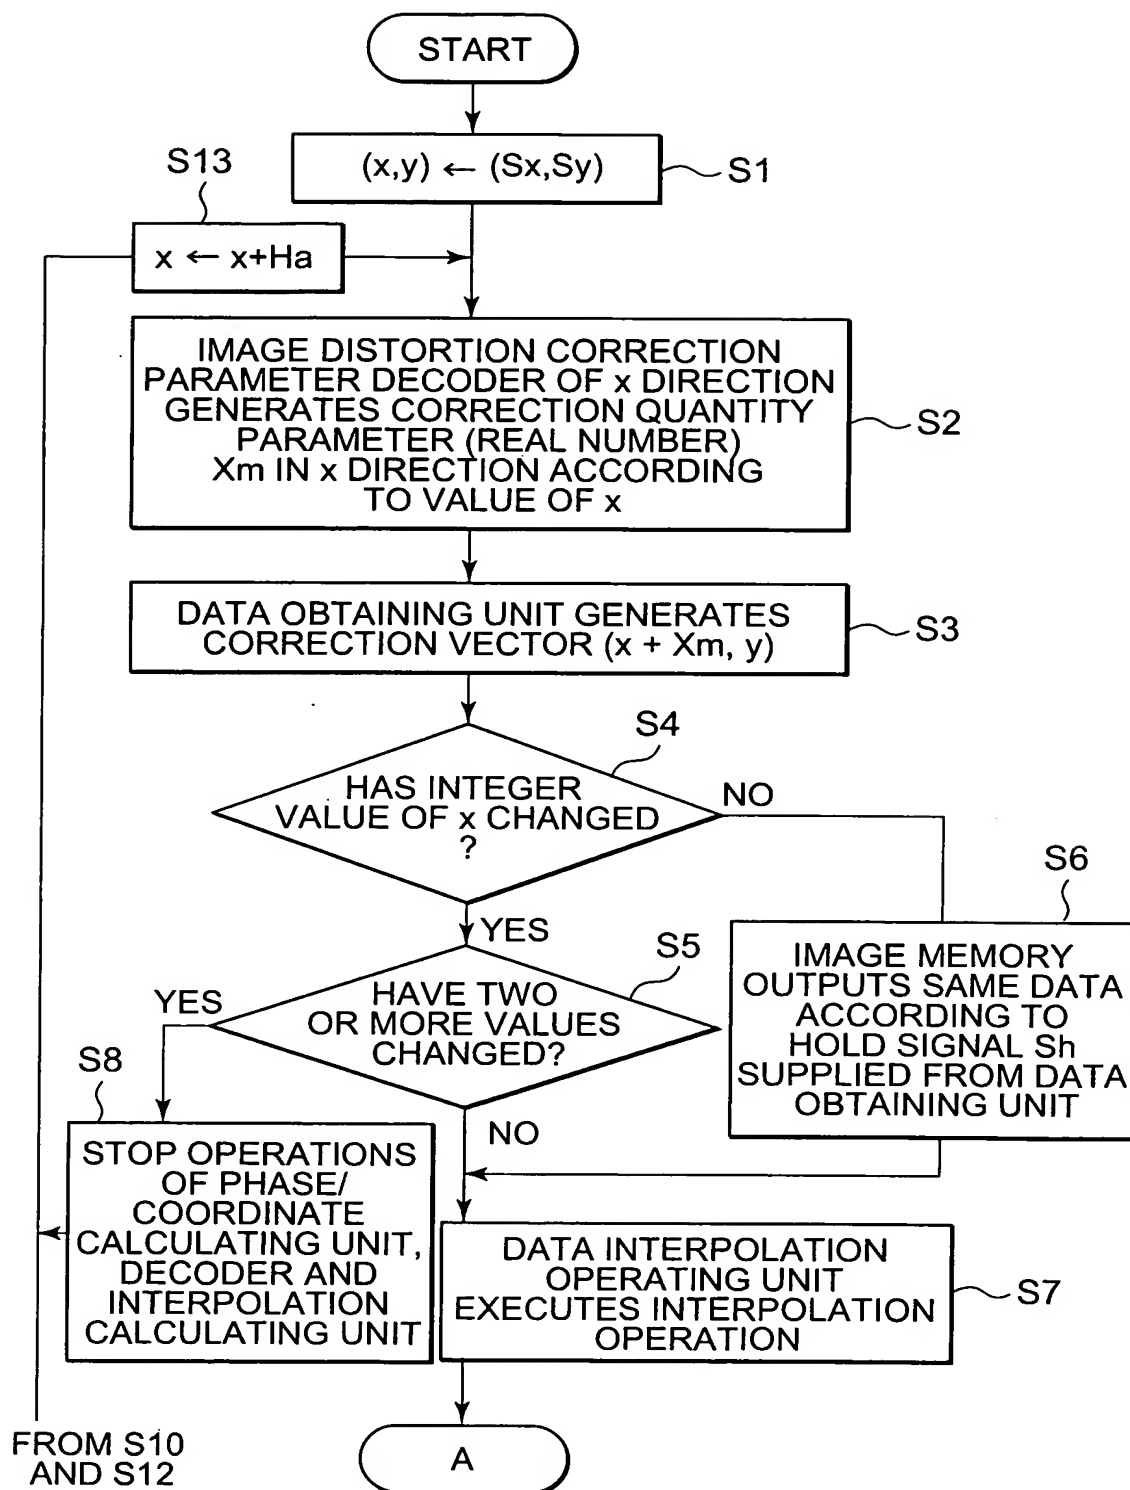 START
(x,y) ← (Sx,Sy)
S1
S13
x ← x+Ha
IMAGE DISTORTION CORRECTION
PARAMETER DECODER OF x DIRECTION
GENERATES CORRECTION QUANTITY
PARAMETER (REAL NUMBER)
Xm IN x DIRECTION ACCORDING
TO VALUE OF x
S2
DATA OBTAINING UNIT GENERATES
CORRECTION VECTOR (x + Xm, y)
S3
S4
HAS INTEGER
VALUE OF x CHANGED
?
NO
YES
S6
IMAGE MEMORY
OUTPUTS SAME DATA
ACCORDING TO
HOLD SIGNAL Sh
SUPPLIED FROM DATA
OBTAINING UNIT
S5
HAVE TWO
OR MORE VALUES
CHANGED?
YES
NO
S8
STOP OPERATIONS
OF PHASE/
COORDINATE
CALCULATING UNIT,
DECODER AND
INTERPOLATION
CALCULATING UNIT
DATA INTERPOLATION
OPERATING UNIT
EXECUTES INTERPOLATION
OPERATION
S7
FROM S10
AND S12
A